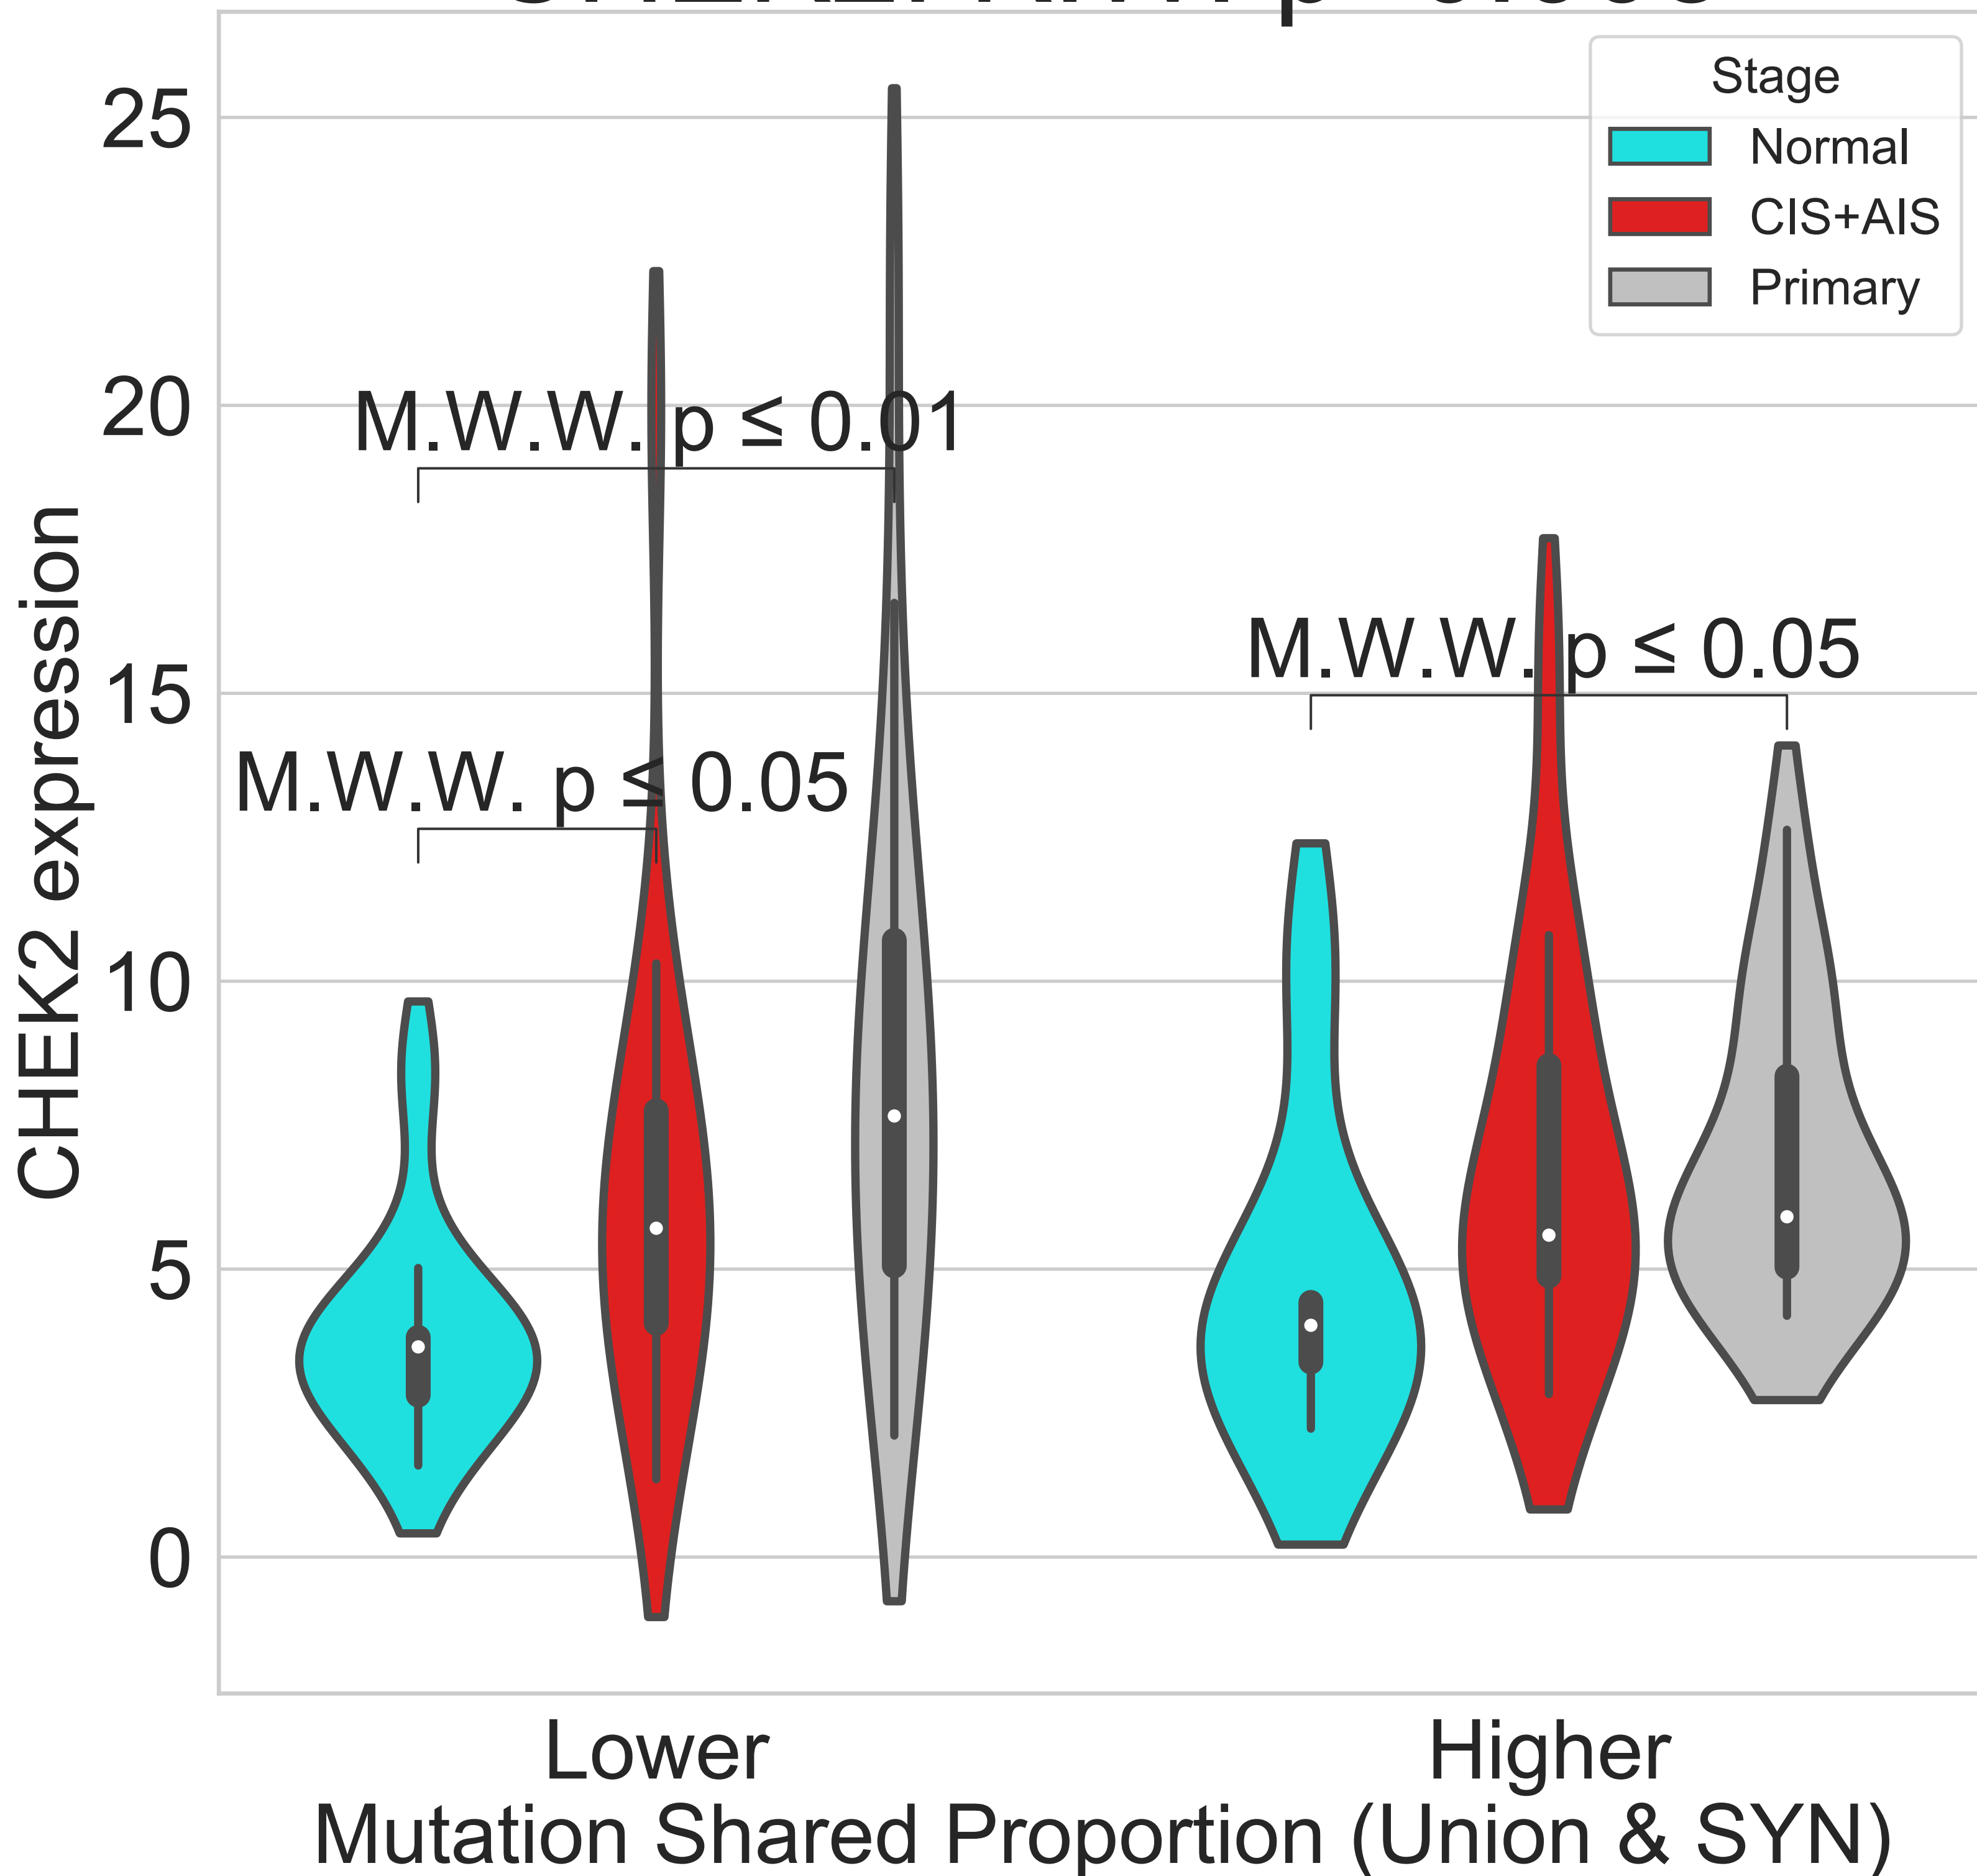 Stage
Normal
CIS+AIS
Primary
25
20
15
10
5
0
CHEK2 expression
M.W.W. p ≤ 0.01
M.W.W. p ≤ 0.05
M.W.W. p ≤ 0.05
Lower
Higher
Mutation Shared Proportion (Union & SYN)